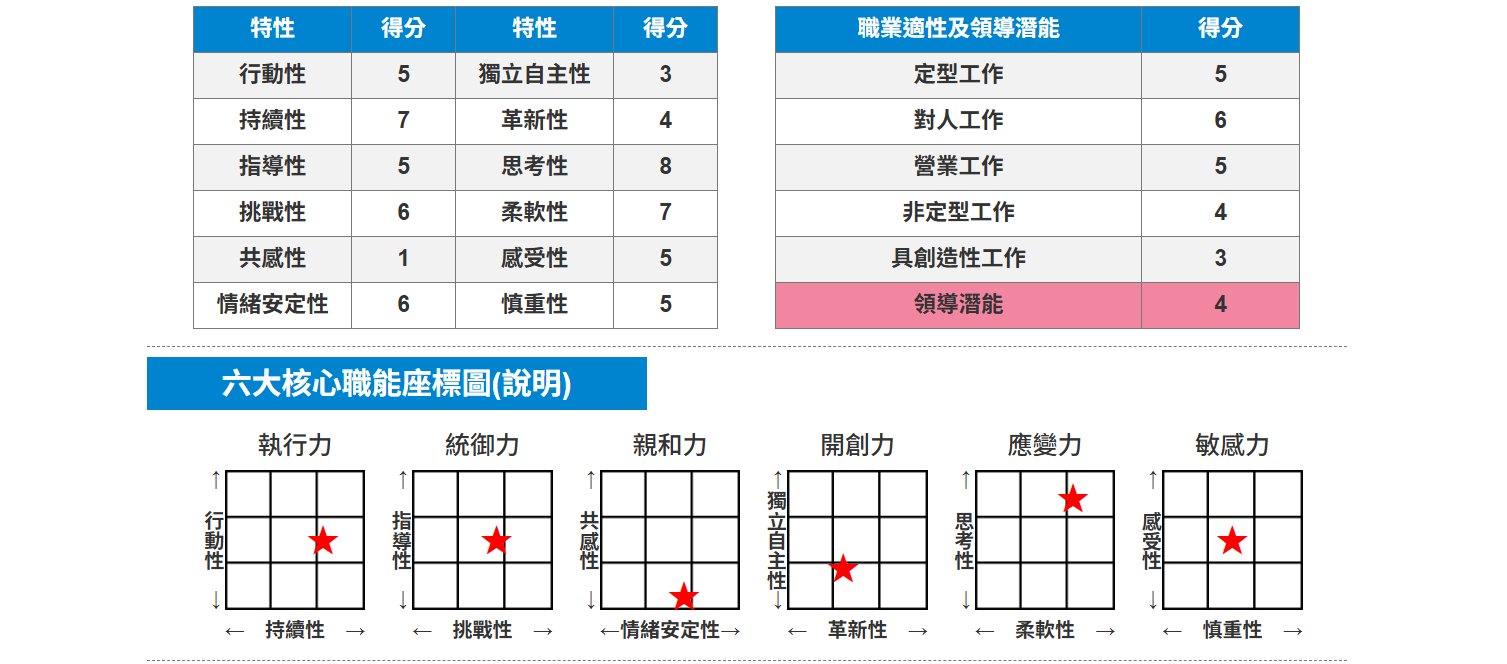 特性 得分 特性 得分
行動性 5 獨立自主性 3
持續性 7 革新性 4
指導性 5 思考性 8
挑戰性 6 柔軟性 7
共感性 1 感受性 5
情緒安定性 6 慎重性 5
職業適性及領導潛能 得分
定型工作 5
對人工作 6
營業工作 5
非定型工作 4
具創造性工作 3
領導潛能 4
六大核心職能座標圖(說明)
執行力
↑
行動性
↓
← 持續性 →
統御力
↑
指導性
↓
← 挑戰性 →
親和力
↑
共感性
↓
←情緒安定性→
開創力
↑
獨立自主性
↓
← 革新性 →
應變力
↑
思考性
↓
← 柔軟性 →
敏感力
↑
感受性
↓
← 慎重性 →